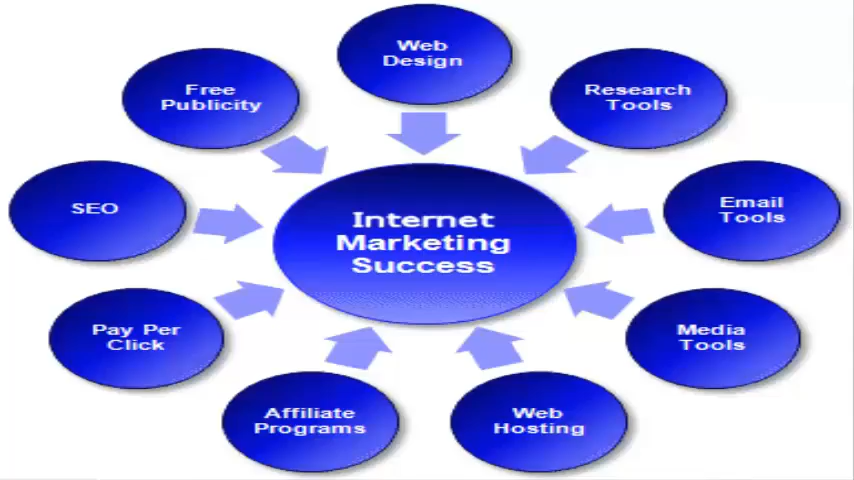 Web
Design
Free
Publicity
Research
Tools
SEO
Email
Tools
Internet
Marketing
Success
Pay Per
Click
Media
Tools
Affiliate
Programs
Web
Hosting